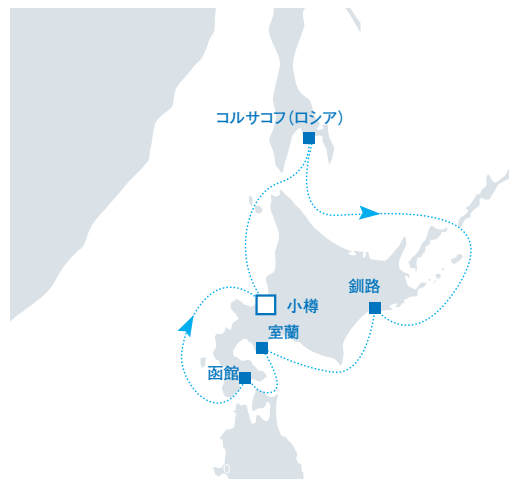 コルサコフ(ロシア)
釧路
小樽
室蘭
函館